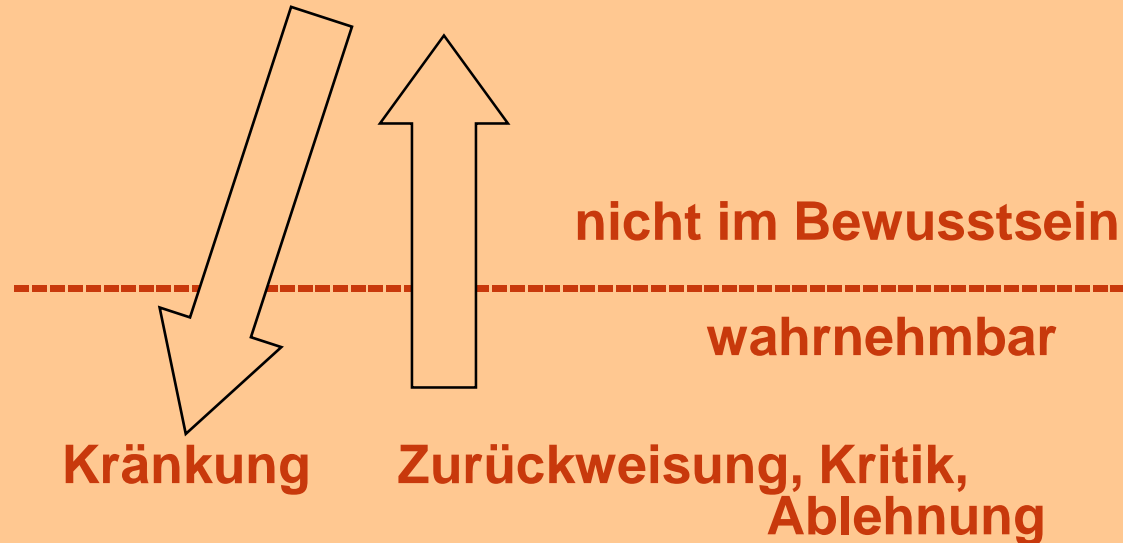 nicht im Bewusstsein
wahrnehmbar
Kränkung
Zurückweisung, Kritik,
Ablehnung